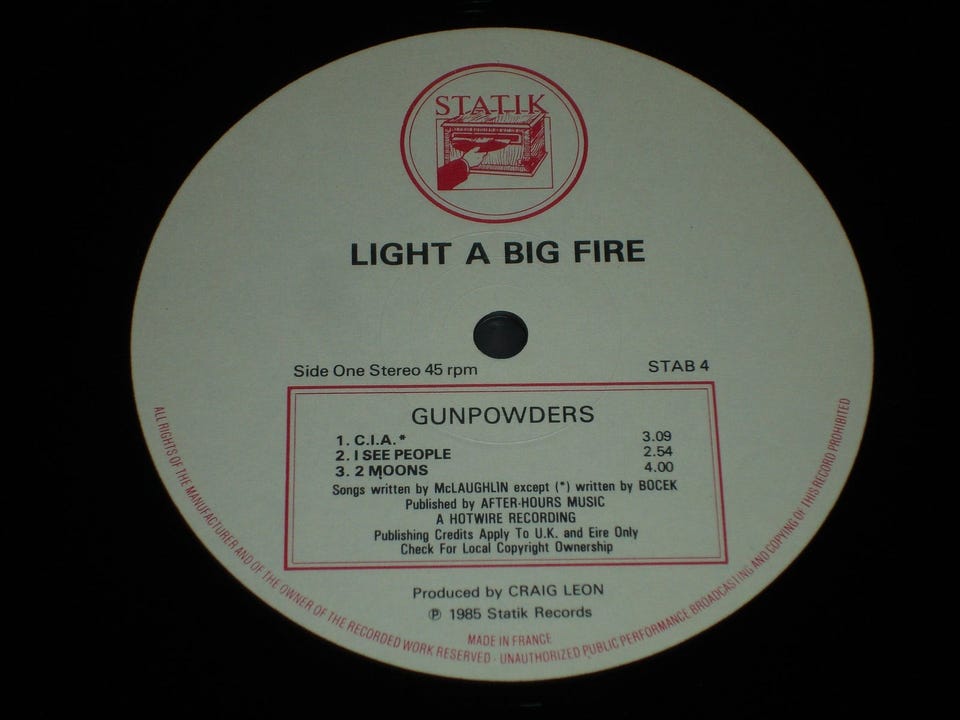 STATIK
LIGHT A BIG FIRE
Side One Stereo 45 rpm STAB 4
GUNPOWDERS
1. C.I.A.* 3.09
2. I SEE PEOPLE 2.54
3. 2 MOONS 4.00
Songs written by McLAUGHLIN except (*) written by BOCEK
Published by AFTER-HOURS MUSIC
A HOTWIRE RECORDING
Publishing Credits Apply To U.K. and Eire Only
Check For Local Copyright Ownership
Produced by CRAIG LEON
℗ 1985 Statik Records
MADE IN FRANCE
ALL RIGHTS OF THE MANUFACTURER AND OF THE OWNER OF THE RECORDED WORK RESERVED - UNAUTHORIZED PUBLIC PERFORMANCE BROADCASTING AND COPYING OF THIS RECORD PROHIBITED